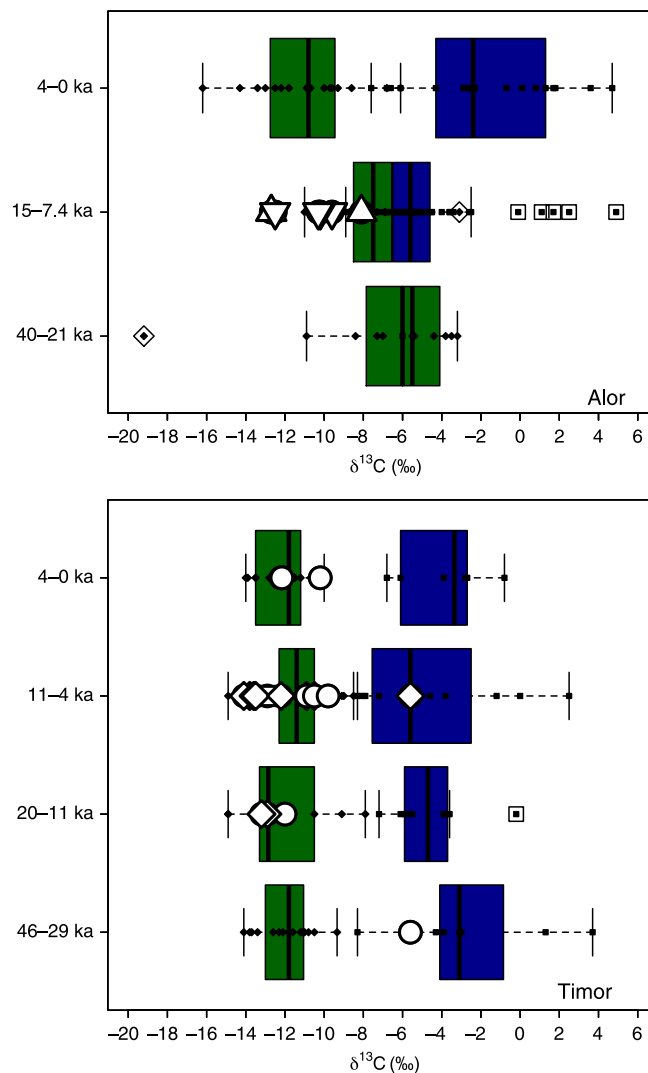 4–0 ka
15–7.4 ka
40–21 ka
Alor
–20 –18 –16 –14 –12 –10 –8 –6 –4 –2 0 2 4 6
δ¹³C (‰)
4–0 ka
11–4 ka
20–11 ka
46–29 ka
Timor
–20 –18 –16 –14 –12 –10 –8 –6 –4 –2 0 2 4 6
δ¹³C (‰)